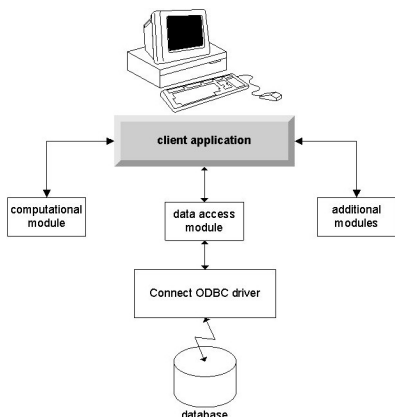 client application
computational
module
data access
module
additional
modules
Connect ODBC driver
database